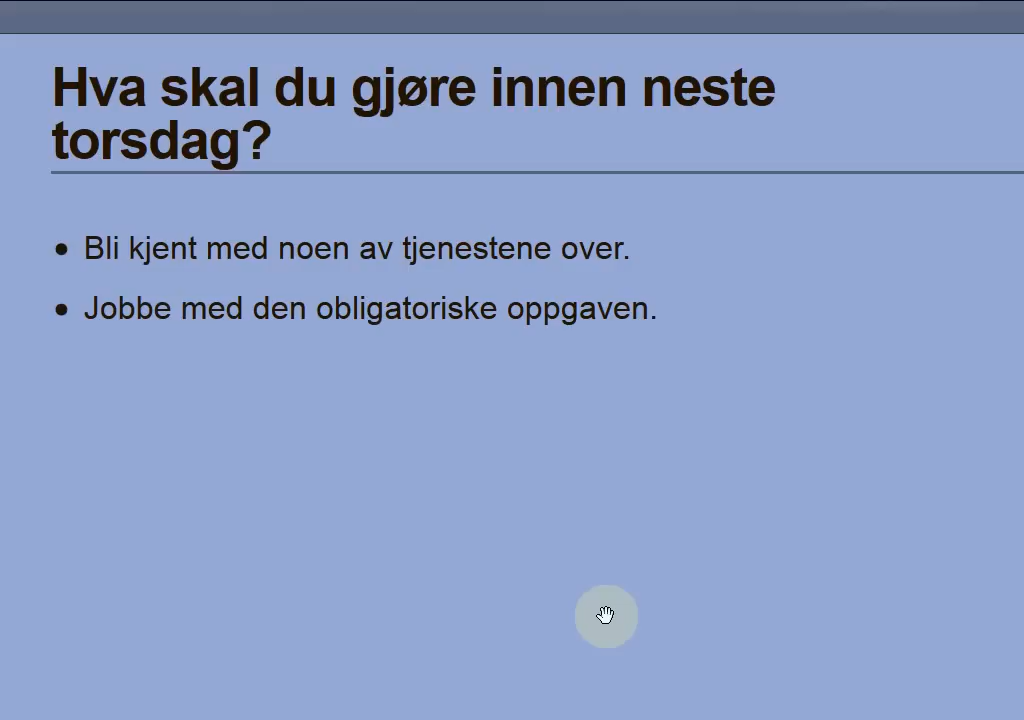 Hva skal du gjøre innen neste
torsdag?
• Bli kjent med noen av tjenestene over.
• Jobbe med den obligatoriske oppgaven.